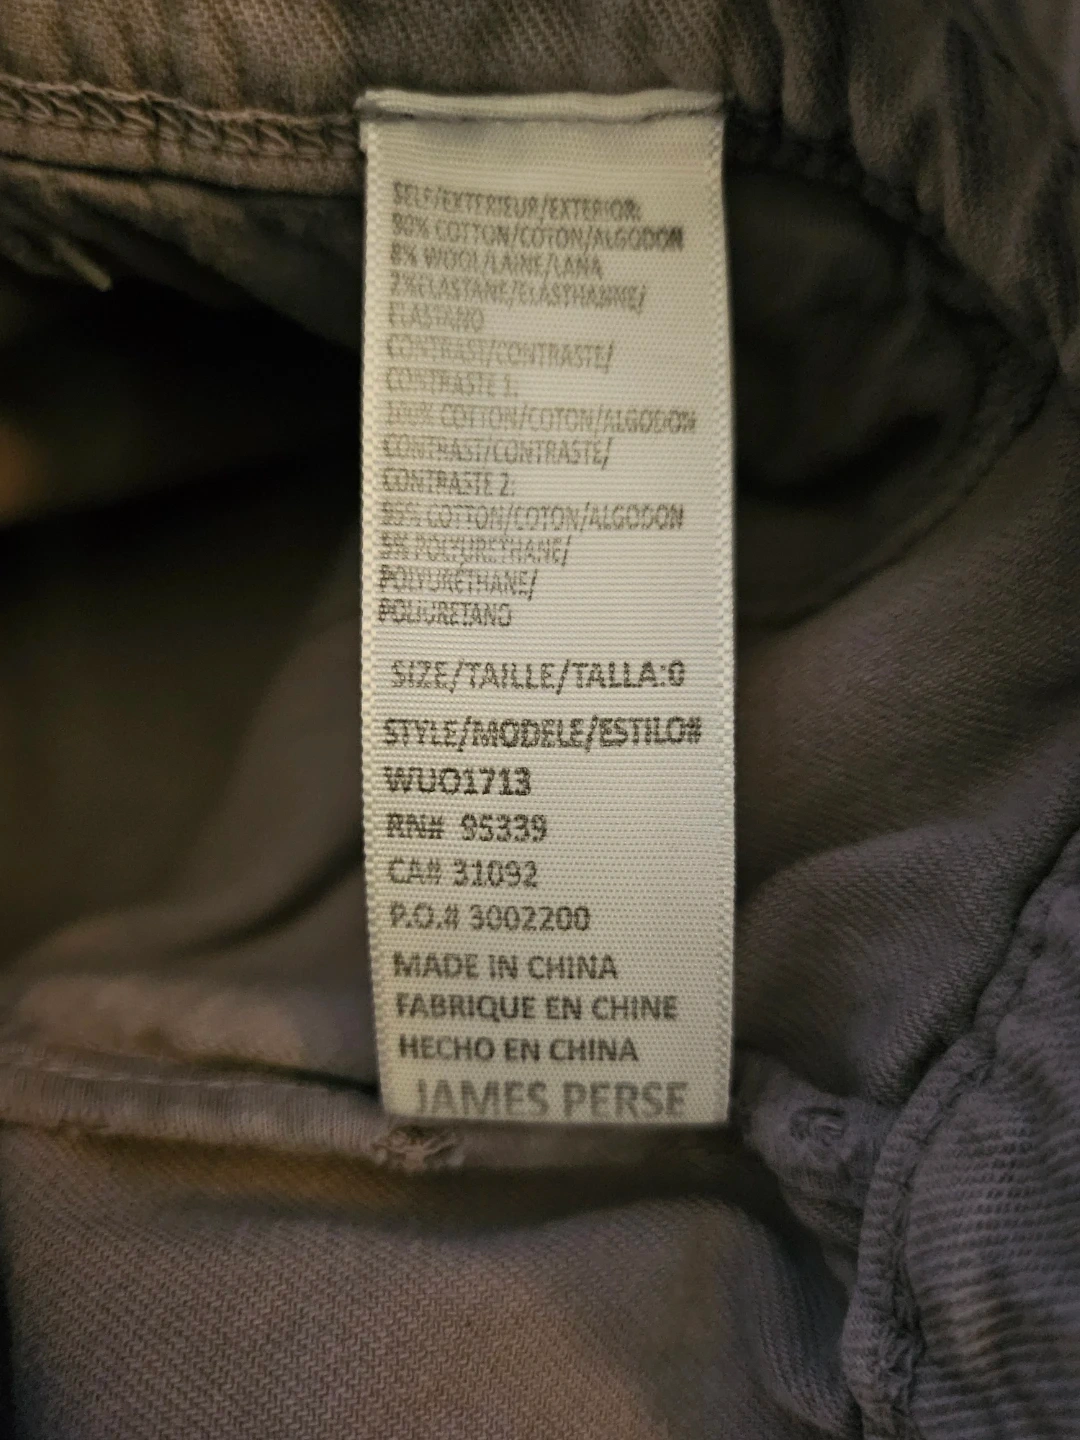 SELF/EXTERIEUR/EXTERIOR:
90% COTTON/COTON/ALGODON
8% WOOL/LAINE/LANA
2%ELASTANE/ELASTHANNE/
ELASTANO
CONTRAST/CONTRASTE/
CONTRASTE 1:
100% COTTON/COTON/ALGODON
CONTRAST/CONTRASTE/
CONTRASTE 2:
95% COTTON/COTON/ALGODON
5% POLYURETHANE/
POLYURÉTHANE/
POLIURETANO
SIZE/TAILLE/TALLA:0
STYLE/MODELE/ESTILO#
WUO1713
RN# 95339
CA# 31092
P.O.# 3002200
MADE IN CHINA
FABRIQUE EN CHINE
HECHO EN CHINA
JAMES PERSE